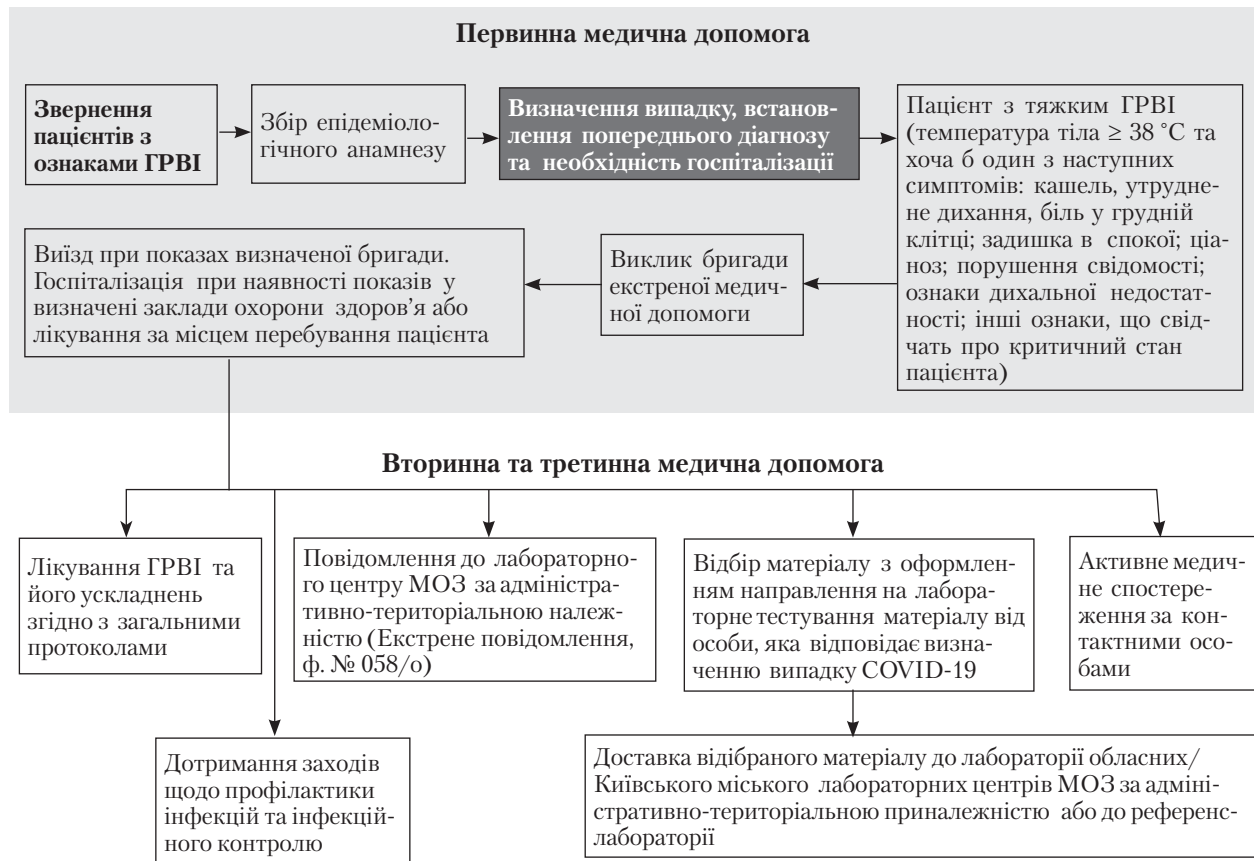 Первинна медична допомога
Звернення
пацієнтів з
ознаками ГРВІ
Збір епідеміоло-
гічного анамнезу
Визначення випадку, встанов-
лення попереднього діагнозу
та необхідність госпіталізації
Пацієнт з тяжким ГРВІ
(температура тіла ≥ 38 °С та
хоча б один з наступних
симптомів: кашель, утрудне-
не дихання, біль у грудній
клітці; задишка в спокої; ціа-
ноз; порушення свідомості;
ознаки дихальної недостат-
ності; інші ознаки, що свід-
чать про критичний стан
пацієнта)
Виклик бригади
екстреної медич-
ної допомоги
Виїзд при показах визначеної бригади.
Госпіталізація при наявності показів у
визначені заклади охорони здоров’я або
лікування за місцем перебування пацієнта
Вторинна та третинна медична допомога
Лікування ГРВІ та
його ускладнень
згідно з загальними
протоколами
Повідомлення до лабораторно-
го центру МОЗ за адміністра-
тивно-територіальною належ-
ністю (Екстрене повідомлення,
ф. № 058/о)
Відбір матеріалу з оформлен-
ням направлення на лабора-
торне тестування матеріалу від
особи, яка відповідає визна-
ченню випадку COVID-19
Активне медич-
не спостере-
ження за кон-
тактними осо-
бами
Дотримання заходів
щодо профілактики
інфекцій та інфекцій-
ного контролю
Доставка відібраного матеріалу до лабораторії обласних/
Київського міського лабораторних центрів МОЗ за адміні-
стративно-територіальною приналежністю або до референс-
лабораторії